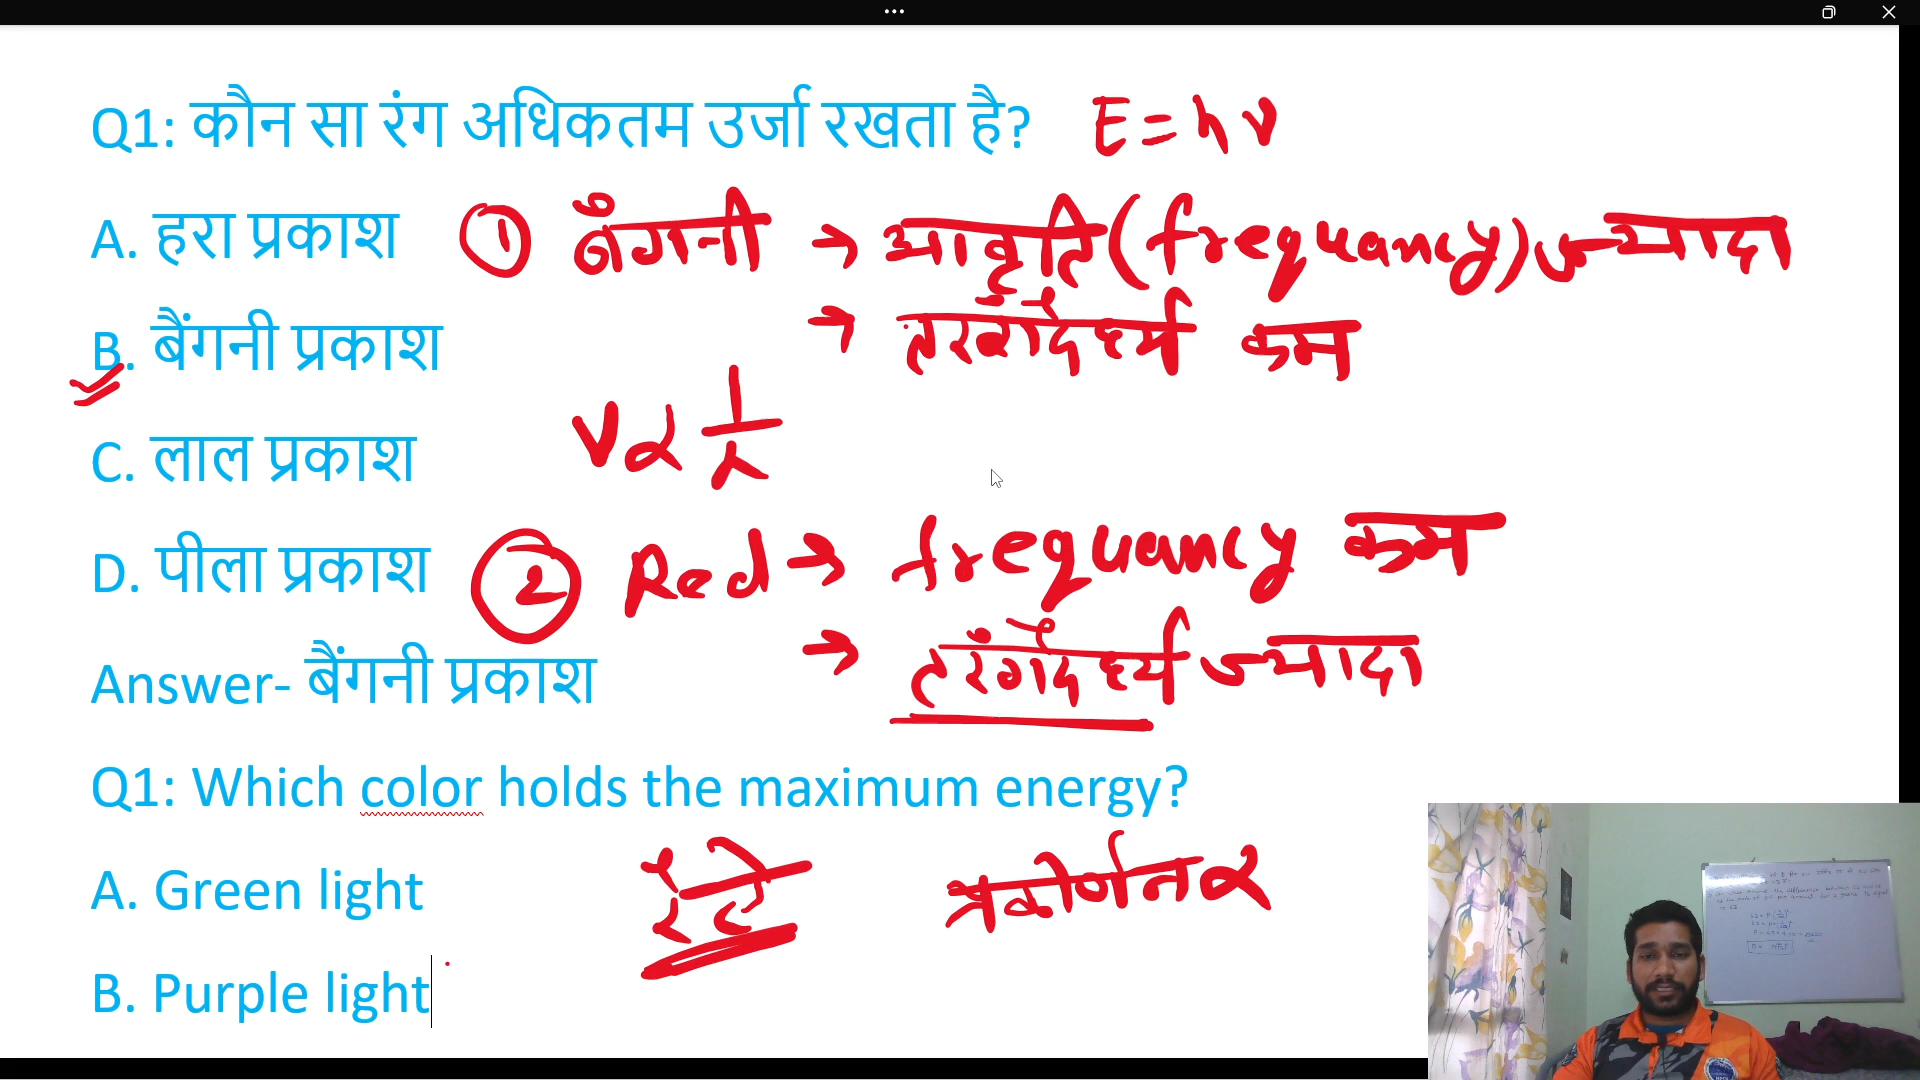 Q1: कौन सा रंग अधिकतम उर्जा रखता है? E = hν
A. हरा प्रकाश
① बैंगनी → आवृति (frequency) ज्यादा
→ तरंगदैर्ध्य कम
B. बैंगनी प्रकाश
ν ∝ 1/λ
C. लाल प्रकाश
D. पीला प्रकाश
② Red → frequency कम
→ तरंगदैर्ध्य ज्यादा
Answer- बैंगनी प्रकाश
Q1: Which color holds the maximum energy?
A. Green light
B. Purple light